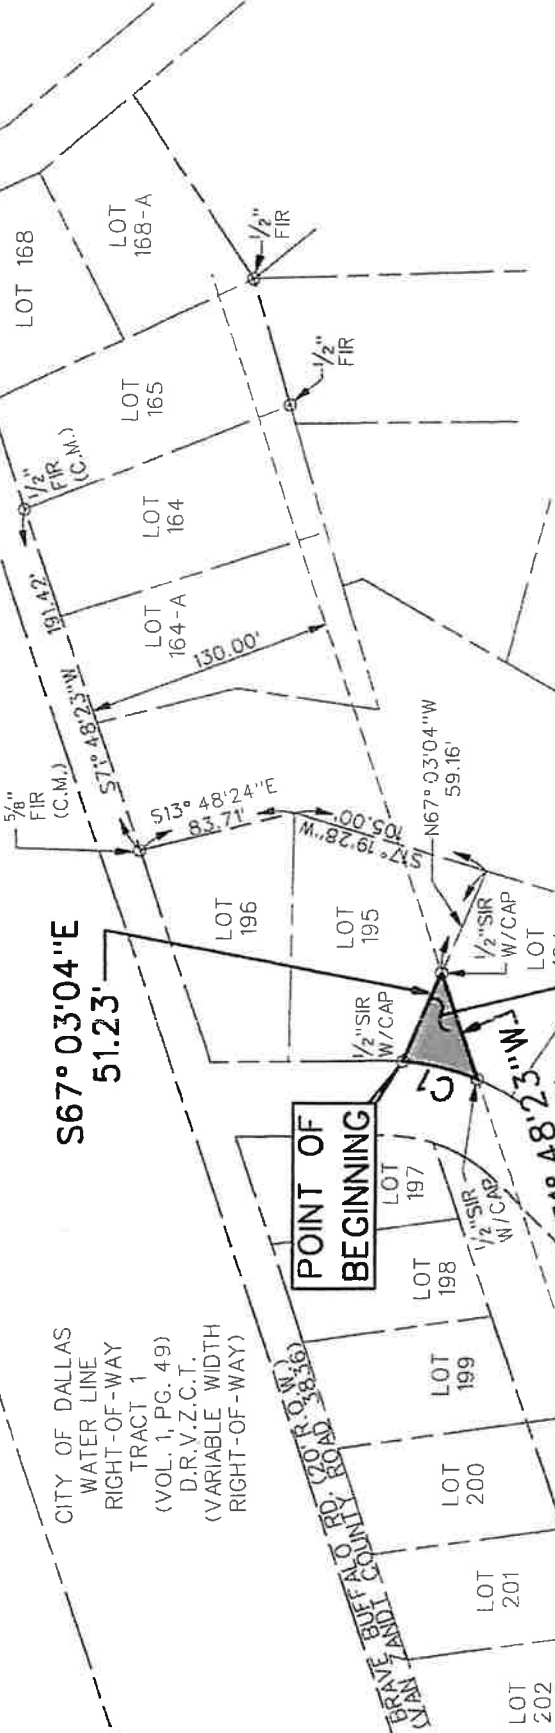 LOT 168
LOT
168-A
1/2"
FIR
1/2"
FIR
LOT
165
1/2"
FIR
(C.M.)
LOT
164
191.42'
LOT
164-A
130.00'
S71° 48'23"W
5/8"
FIR
(C.M.)
S13° 48'24"E
83.71'
S17° 19'28"W
105.00'
N67° 03'04"W
59.16'
S67° 03'04"E
51.23'
LOT
196
LOT
195
1/2"SIR
W/CAP
LOT
1/2"SIR
W/CAP
C1
48'23"W
POINT OF
BEGINNING
1/2"SIR
W/CAP
LOT
197
LOT
198
LOT
199
LOT
200
LOT
201
LOT
202
CITY OF DALLAS
WATER LINE
RIGHT-OF-WAY
TRACT 1
(VOL. 1, PG. 49)
D.R.V.Z.C.T.
(VARIABLE WIDTH
RIGHT-OF-WAY)
BRAVE BUFFALO RD. (20' R.O.W.)
(VAN ZANDT COUNTY ROAD 3836)